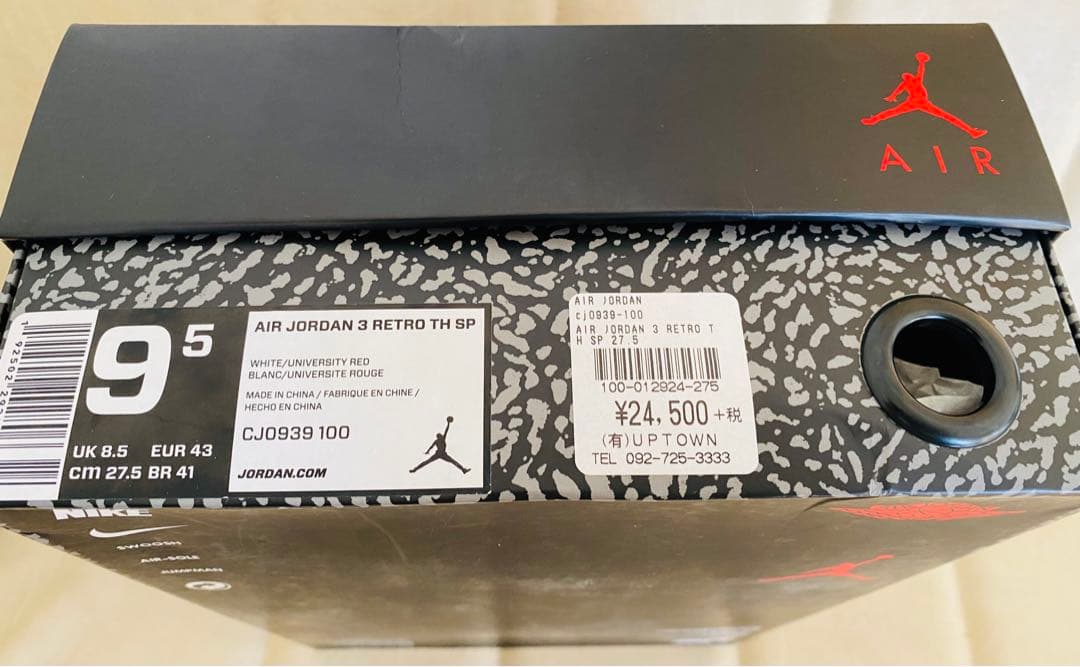 AIR
9
5
AIR JORDAN 3 RETRO TH SP
WHITE/UNIVERSITY RED
BLANC/UNIVERSITE ROUGE
MADE IN CHINA / FABRIQUE EN CHINE /
HECHO EN CHINA
CJ0939 100
UK 8.5 EUR 43
cm 27.5 BR 41
JORDAN.COM
AIR JORDAN
cj0939-100
AIR JORDAN 3 RETRO T
H SP 27.5
100-012924-275
¥24,500+税
(有)UPTOWN
TEL 092-725-3333
NIKE
SWOOSH
AIR-SOLE
JUMPMAN